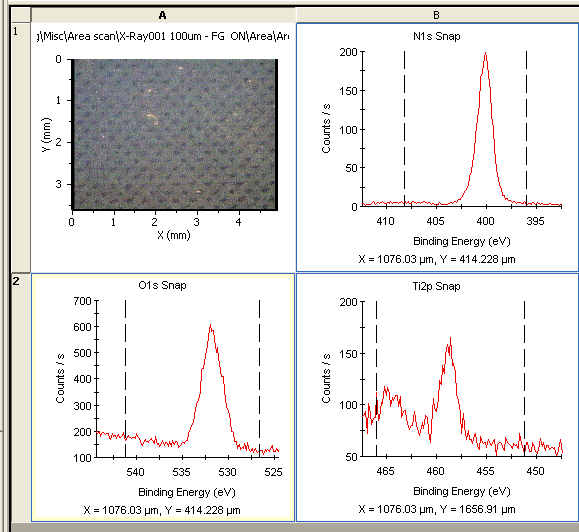 A B
1
g\Misc\Area scan\X-Ray001 100um - FG ON\Area\Are
0
1
2
3
Y (mm)
0 1 2 3 4
X (mm)
N1s Snap
200
150
100
50
0
Counts / s
410 405 400 395
Binding Energy (eV)
X = 1076.03 µm, Y = 414.228 µm
2
O1s Snap
700
600
500
400
300
200
100
Counts / s
540 535 530 525
Binding Energy (eV)
X = 1076.03 µm, Y = 414.228 µm
Ti2p Snap
200
150
100
50
Counts / s
465 460 455 450
Binding Energy (eV)
X = 1076.03 µm, Y = 1656.91 µm